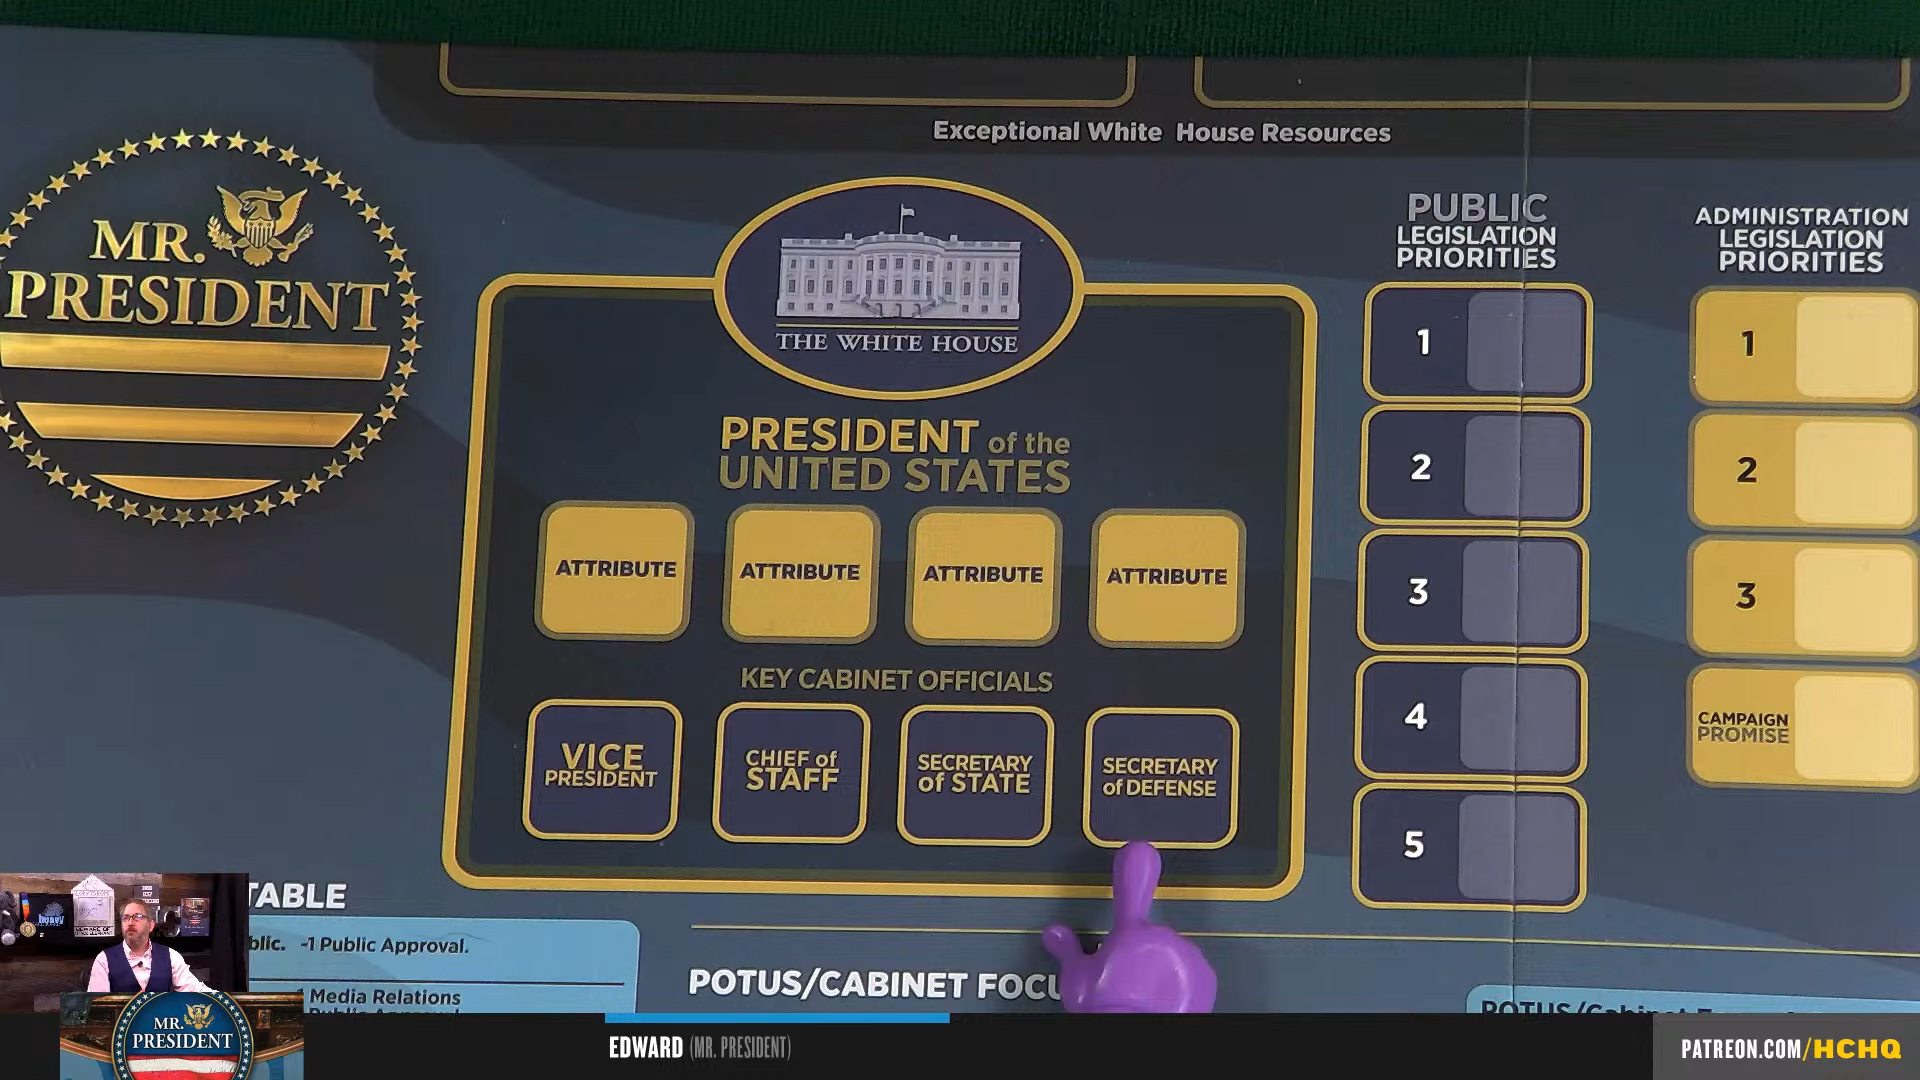 Exceptional White House Resources
MR.
PRESIDENT
THE WHITE HOUSE
PRESIDENT of the
UNITED STATES
ATTRIBUTE
ATTRIBUTE
ATTRIBUTE
ATTRIBUTE
KEY CABINET OFFICIALS
VICE
PRESIDENT
CHIEF of
STAFF
SECRETARY
of STATE
SECRETARY
of DEFENSE
PUBLIC
LEGISLATION
PRIORITIES
1
2
3
4
5
ADMINISTRATION
LEGISLATION
PRIORITIES
1
2
3
CAMPAIGN
PROMISE
TABLE
-1 Public Approval.
Media Relations
POTUS/CABINET
POTUS/Cabinet
MR.
PRESIDENT
EDWARD (MR. PRESIDENT)
PATREON.COM/HCHQ